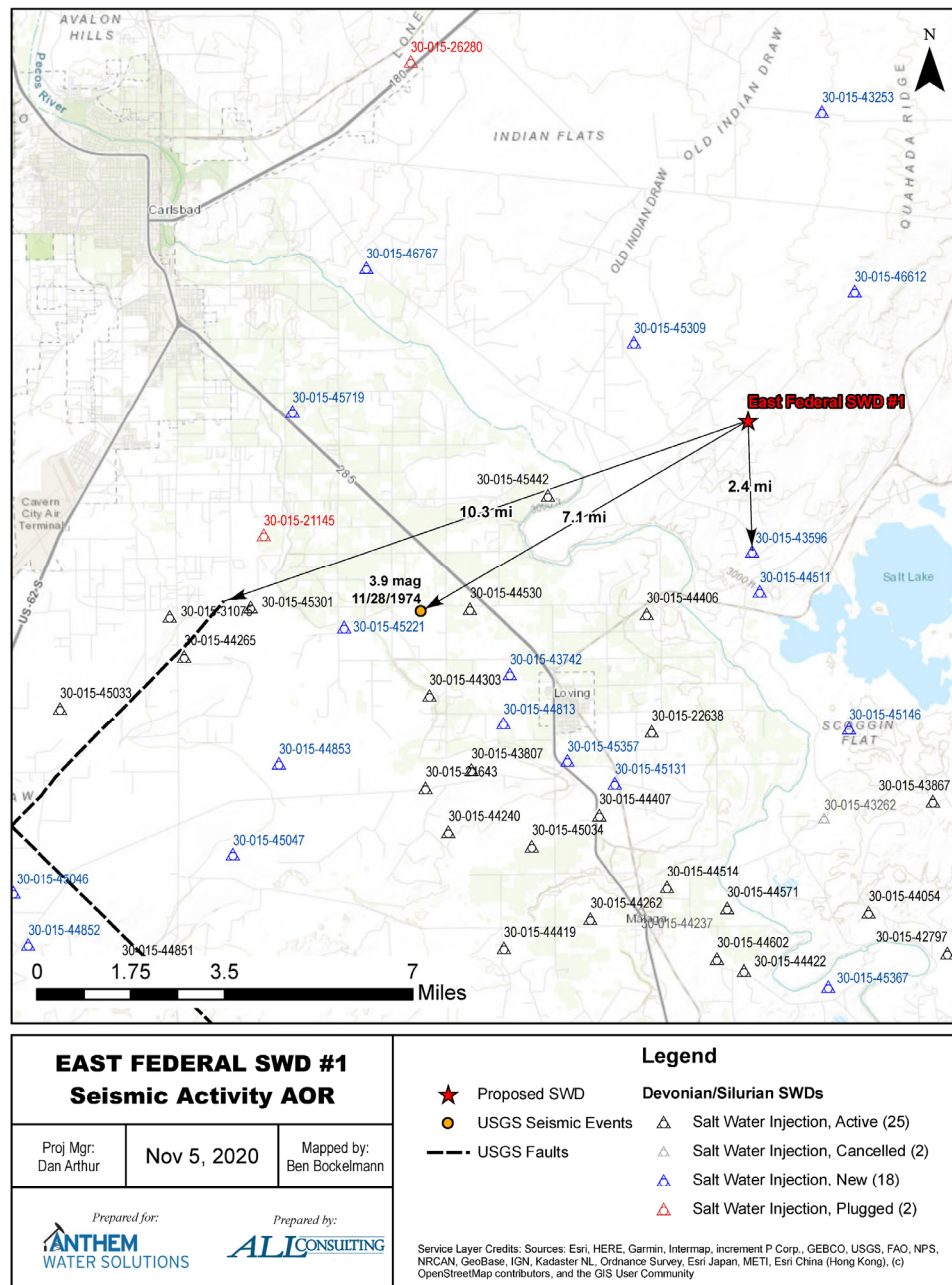 AVALON
HILLS
LONE
30-015-26280
180
N
Pecos
River
30-015-43253
INDIAN FLATS
OLD INDIAN DRAW
QUAHADA RIDGE
Carlsbad
OLD INDIAN DRAW
30-015-46767
30-015-46612
30-015-45309
30-015-45719
East Federal SWD #1
285
30-015-45442
2.4 mi
10.3 mi
7.1 mi
Cavern
City Air
Terminal
30-015-21145
30-015-43596
3000 ft
30-015-44511
Salt Lake
3.9 mag
11/28/1974
US-62-S
30-015-31075
30-015-45301
30-015-44530
30-015-44406
30-015-45221
30-015-44265
30-015-43742
30-015-45033
30-015-44303
Loving
30-015-44813
30-015-22638
30-015-45146
SCOGGIN
FLAT
30-015-44853
30-015-43807
30-015-45357
30-015-21643
30-015-45131
30-015-43867
30-015-44407
30-015-43262
30-015-44240
30-015-45034
30-015-45047
30-015-45046
30-015-44514
30-015-44571
30-015-44054
30-015-44262
Malaga
30-015-44237
30-015-44852
30-015-44851
30-015-44419
30-015-44602
30-015-42797
30-015-44422
30-015-45367
0 1.75 3.5 7
Miles
EAST FEDERAL SWD #1
Seismic Activity AOR
Proj Mgr:
Dan Arthur
Nov 5, 2020
Mapped by:
Ben Bockelmann
Prepared for:
ANTHEM
WATER SOLUTIONS
Prepared by:
ALL CONSULTING
Legend
Proposed SWD
USGS Seismic Events
USGS Faults
Devonian/Silurian SWDs
Salt Water Injection, Active (25)
Salt Water Injection, Cancelled (2)
Salt Water Injection, New (18)
Salt Water Injection, Plugged (2)
Service Layer Credits: Sources: Esri, HERE, Garmin, Intermap, increment P Corp., GEBCO, USGS, FAO, NPS,
NRCAN, GeoBase, IGN, Kadaster NL, Ordnance Survey, Esri Japan, METI, Esri China (Hong Kong), (c)
OpenStreetMap contributors, and the GIS User Community